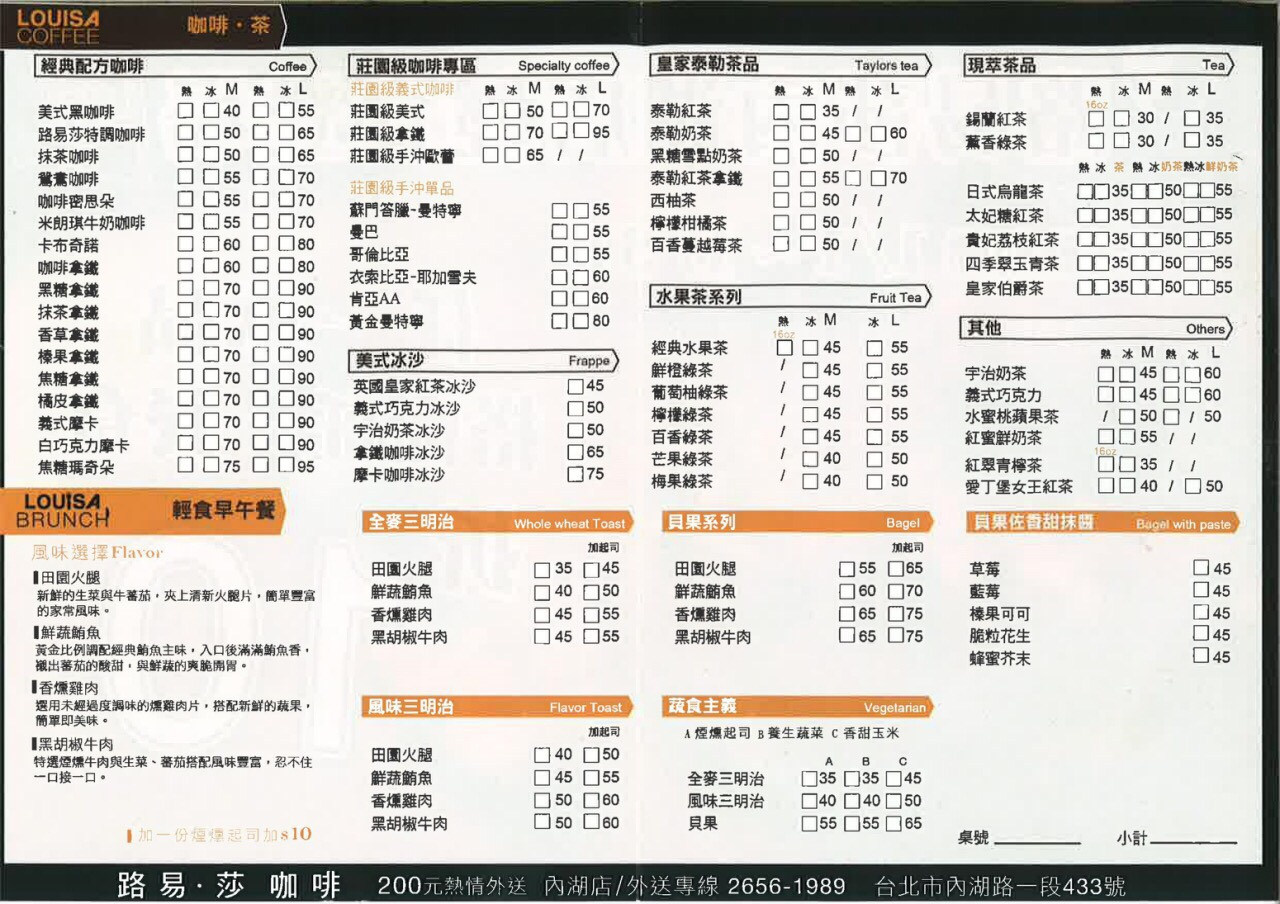 LOUISA
COFFEE
咖啡·茶
經典配方咖啡 Coffee
熱 冰 M 熱 冰 L
美式黑咖啡 □ □ 40 □ □ 55
路易莎特調咖啡 □ □ 50 □ □ 65
抹茶咖啡 □ □ 50 □ □ 65
鴛鴦咖啡 □ □ 55 □ □ 70
咖啡密思朵 □ □ 55 □ □ 70
米朗琪牛奶咖啡 □ □ 55 □ □ 70
卡布奇諾 □ □ 60 □ □ 80
咖啡拿鐵 □ □ 60 □ □ 80
黑糖拿鐵 □ □ 70 □ □ 90
抹茶拿鐵 □ □ 70 □ □ 90
香草拿鐵 □ □ 70 □ □ 90
榛果拿鐵 □ □ 70 □ □ 90
焦糖拿鐵 □ □ 70 □ □ 90
橘皮拿鐵 □ □ 70 □ □ 90
義式摩卡 □ □ 70 □ □ 90
白巧克力摩卡 □ □ 70 □ □ 90
焦糖瑪奇朵 □ □ 75 □ □ 95
莊園級咖啡專區 Specialty coffee
莊園級義式咖啡 熱 冰 M 熱 冰 L
莊園級美式 □ □ 50 □ □ 70
莊園級拿鐵 □ □ 70 □ □ 95
莊園級手沖歐蕾 □ □ 65 / /
莊園級手沖單品
蘇門答臘-曼特寧 □ □ 55
曼巴 □ □ 55
哥倫比亞 □ □ 55
衣索比亞-耶加雪夫 □ □ 60
肯亞AA □ □ 60
黃金曼特寧 □ □ 80
美式冰沙 Frappe
英國皇家紅茶冰沙 □ 45
義式巧克力冰沙 □ 50
宇治奶茶冰沙 □ 50
拿鐵咖啡冰沙 □ 65
摩卡咖啡冰沙 □ 75
皇家泰勒茶品 Taylors tea
熱 冰 M 熱 冰 L
泰勒紅茶 □ □ 35 / /
泰勒奶茶 □ □ 45 □ □ 60
黑糖雪點奶茶 □ □ 50 / /
泰勒紅茶拿鐵 □ □ 55 □ □ 70
西柚茶 □ □ 50 / /
檸檬柑橘茶 □ □ 50 / /
百香蔓越莓茶 □ □ 50 / /
水果茶系列 Fruit Tea
熱 冰 M 冰 L
16oz
經典水果茶 □ □ 45 □ 55
鮮橙綠茶 / □ 45 □ 55
葡萄柚綠茶 / □ 45 □ 55
檸檬綠茶 / □ 45 □ 55
百香綠茶 / □ 45 □ 55
芒果綠茶 / □ 40 □ 50
梅果綠茶 / □ 40 □ 50
現萃茶品 Tea
熱 冰 M 熱 冰 L
16oz
錫蘭紅茶 □ □ 30 / □ 35
薰香綠茶 □ □ 30 / □ 35
熱 冰 茶 熱 冰 奶茶 熱 冰 鮮奶茶
日式烏龍茶 □□35□□50□□55
太妃糖紅茶 □□35□□50□□55
貴妃荔枝紅茶 □□35□□50□□55
四季翠玉青茶 □□35□□50□□55
皇家伯爵茶 □□35□□50□□55
其他 Others
熱 冰 M 熱 冰 L
宇治奶茶 □ □ 45 □ □ 60
義式巧克力 □ □ 45 □ □ 60
水蜜桃蘋果茶 / □ 50 □ / 50
紅蜜鮮奶茶 □ □ 55 / /
16oz
紅翠青檸茶 □ □ 35 / /
愛丁堡女王紅茶 □ □ 40 / □ 50
LOUISA
BRUNCH
輕食早午餐
風味選擇Flavor
田園火腿
新鮮的生菜與牛蕃茄,夾上清新火腿片,簡單豐富
的家常風味。
鮮蔬鮪魚
黃金比例調配經典鮪魚主味,入口後滿滿鮪魚香,
襯出蕃茄的酸甜,與鮮蔬的爽脆開胃。
香燻雞肉
選用未經過度調味的燻雞肉片,搭配新鮮的蔬果,
簡單即美味。
黑胡椒牛肉
特選煙燻牛肉與生菜、蕃茄搭配風味豐富,忍不住
一口接一口。
加一份煙燻起司加$10
全麥三明治 Whole wheat Toast
加起司
田園火腿 □ 35 □ 45
鮮蔬鮪魚 □ 40 □ 50
香燻雞肉 □ 45 □ 55
黑胡椒牛肉 □ 45 □ 55
風味三明治 Flavor Toast
加起司
田園火腿 □ 40 □ 50
鮮蔬鮪魚 □ 45 □ 55
香燻雞肉 □ 50 □ 60
黑胡椒牛肉 □ 50 □ 60
貝果系列 Bagel
加起司
田園火腿 □ 55 □ 65
鮮蔬鮪魚 □ 60 □ 70
香燻雞肉 □ 65 □ 75
黑胡椒牛肉 □ 65 □ 75
蔬食主義 Vegetarian
A 煙燻起司 B 養生蔬菜 C 香甜玉米
A B C
全麥三明治 □35 □35 □45
風味三明治 □40 □40 □50
貝果 □55 □55 □65
貝果佐香甜抹醬 Bagel with paste
草莓 □ 45
藍莓 □ 45
榛果可可 □ 45
脆粒花生 □ 45
蜂蜜芥末 □ 45
桌號 ________ 小計 ________
路易·莎 咖啡 200元熱情外送 內湖店/外送專線 2656-1989 台北市內湖路一段433號